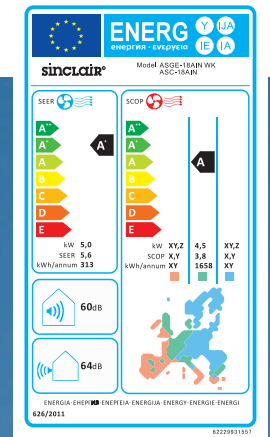 ENERG Y IJA
енергия · ενεργεια IE IA
sinclair® Model ASGE-18AIN WK
ASC-18AIN
SEER SCOP
A++ A++
A+ A+ A+
A A A
B B
C C
D D
E E
kW 5,0 kW XY,Z 4,5 XY,Z
SEER 5,6 SCOP X,Y 3,8 X,Y
kWh/annum 313 kWh/annum XY 1658 XY
60dB
64dB
ENERGIA·ЕНЕРГИЯ·ΕΝΕΡΓΕΙΑ·ENERGIJA·ENERGY·ENERGIE·ENERGI
626/2011
62229931557